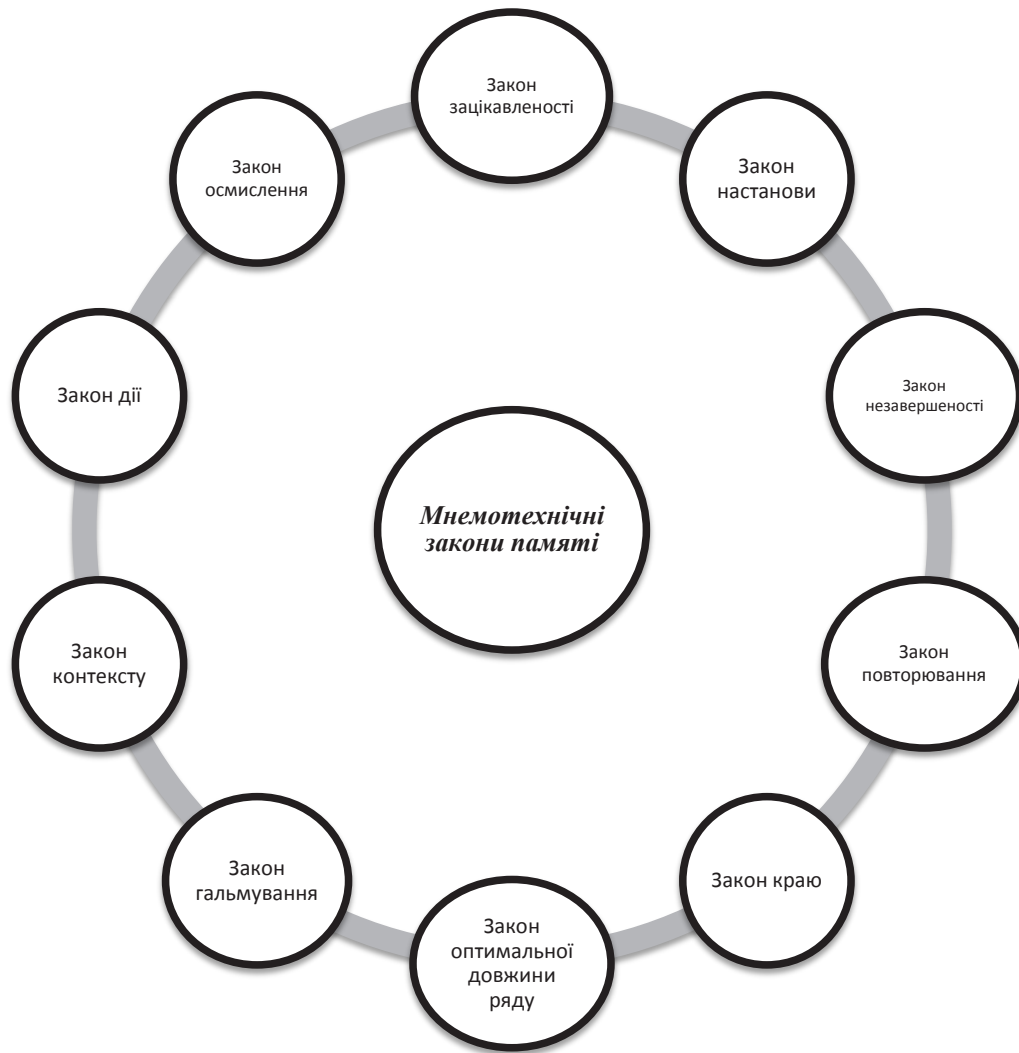 Закон
зацікавленості
Закон
настанови
Закон
незавершеності
Закон
повторювання
Закон краю
Закон
оптимальної
довжини
ряду
Закон
гальмування
Закон
контексту
Закон дії
Закон
осмислення
Мнемотехнічні
закони памяті